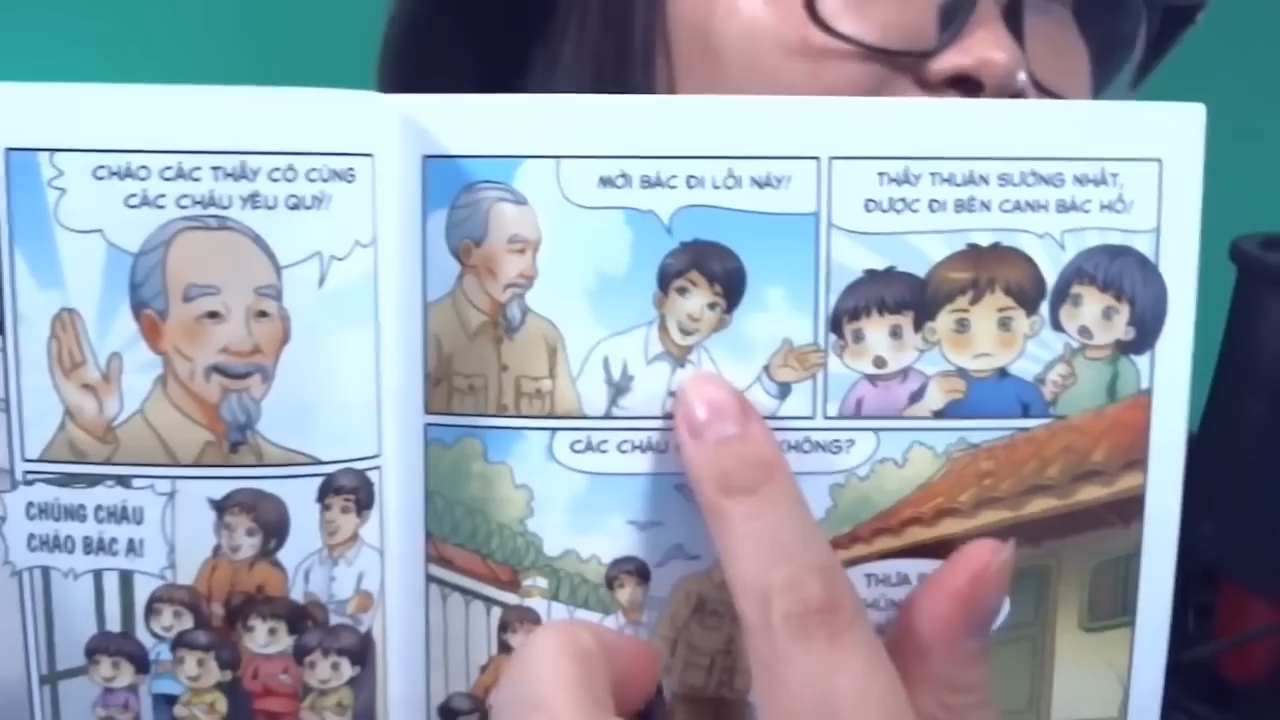 CHÀO CÁC THẦY CÔ CÙNG
CÁC CHÁU YÊU QUÝ!
CHÚNG CHÁU
CHÀO BÁC Ạ!
MỜI BÁC ĐI LỐI NÀY!
THẦY THUẬN SƯỚNG NHẤT,
ĐƯỢC ĐI BÊN CẠNH BÁC HỒ!
CÁC CHÁU KHÔNG?
THƯA